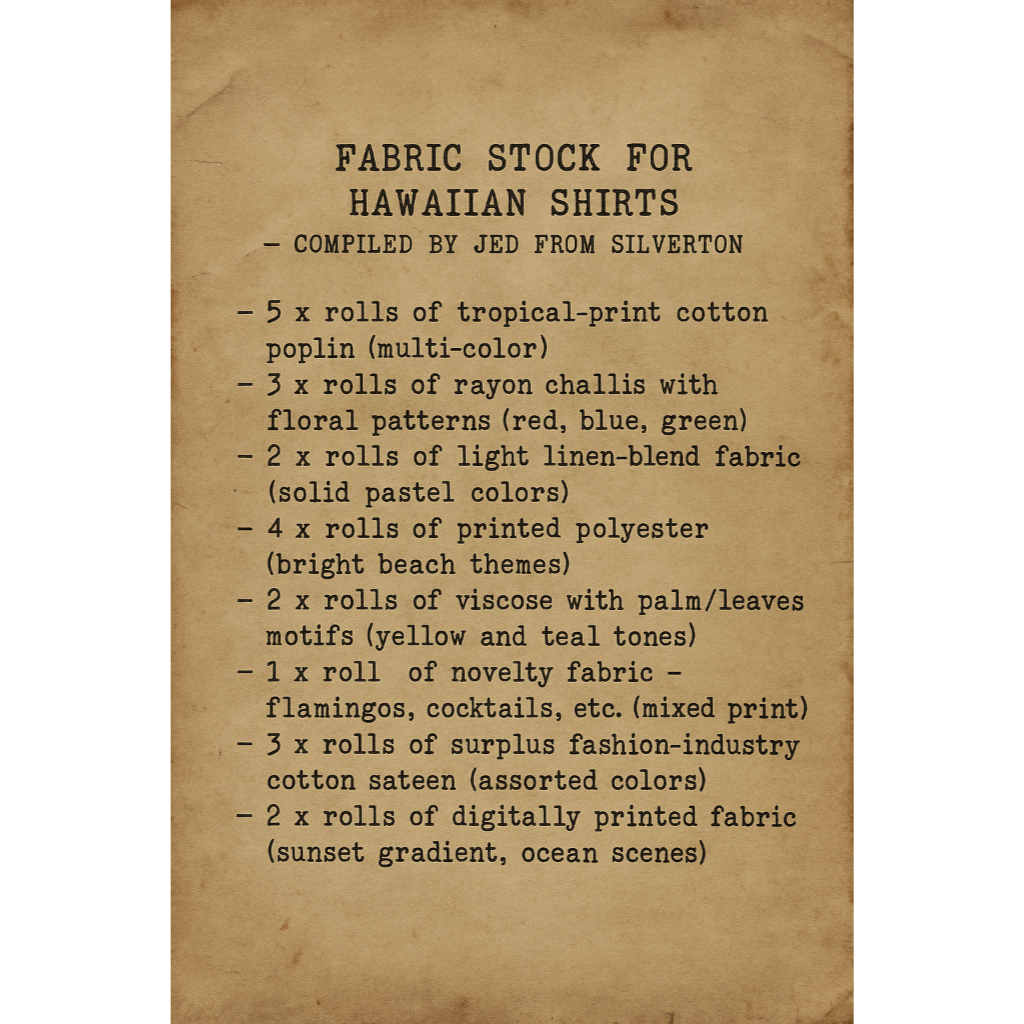 FABRIC STOCK FOR
HAWAIIAN SHIRTS
— COMPILED BY JED FROM SILVERTON
— 5 x rolls of tropical-print cotton
poplin (multi-color)
— 3 x rolls of rayon challis with
floral patterns (red, blue, green)
— 2 x rolls of light linen-blend fabric
(solid pastel colors)
— 4 x rolls of printed polyester
(bright beach themes)
— 2 x rolls of viscose with palm/leaves
motifs (yellow and teal tones)
— 1 x roll  of novelty fabric –
flamingos, cocktails, etc. (mixed print)
— 3 x rolls of surplus fashion-industry
cotton sateen (assorted colors)
— 2 x rolls of digitally printed fabric
(sunset gradient, ocean scenes)